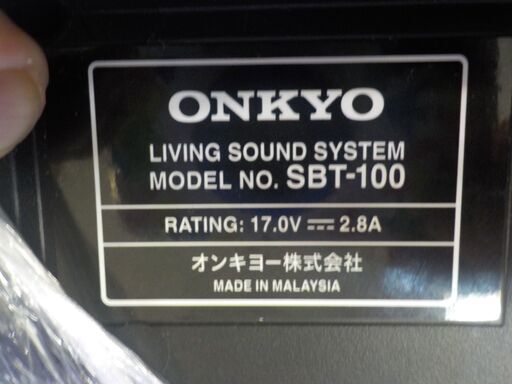 ONKYO
LIVING SOUND SYSTEM
MODEL NO. SBT-100
RATING: 17.0V ⎓ 2.8A
オンキヨー株式会社
MADE IN MALAYSIA